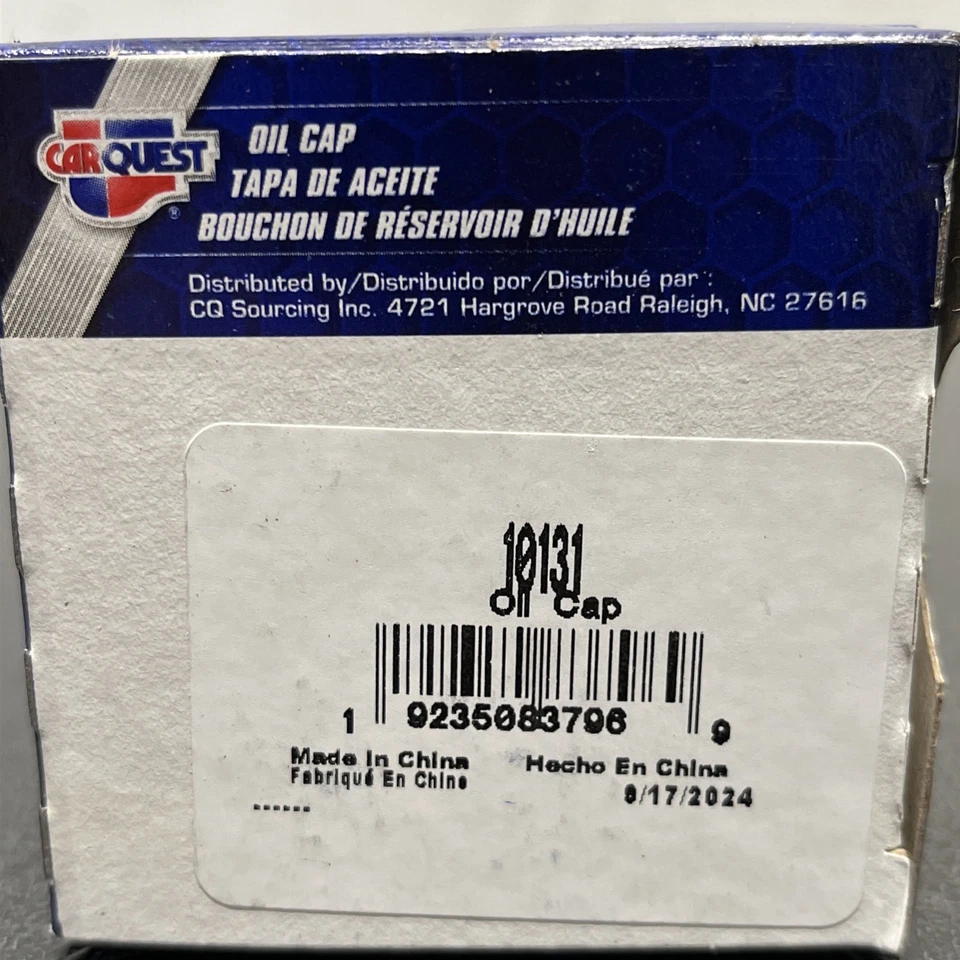 CARQUEST
OIL CAP
TAPA DE ACEITE
BOUCHON DE RÉSERVOIR D'HUILE
Distributed by/Distribuido por/Distribué par :
CQ Sourcing Inc. 4721 Hargrove Road Raleigh, NC 27616
10131
Oil Cap
1 9235083796 9
Made In China Hecho En China
Fabriqué En Chine
8/17/2024